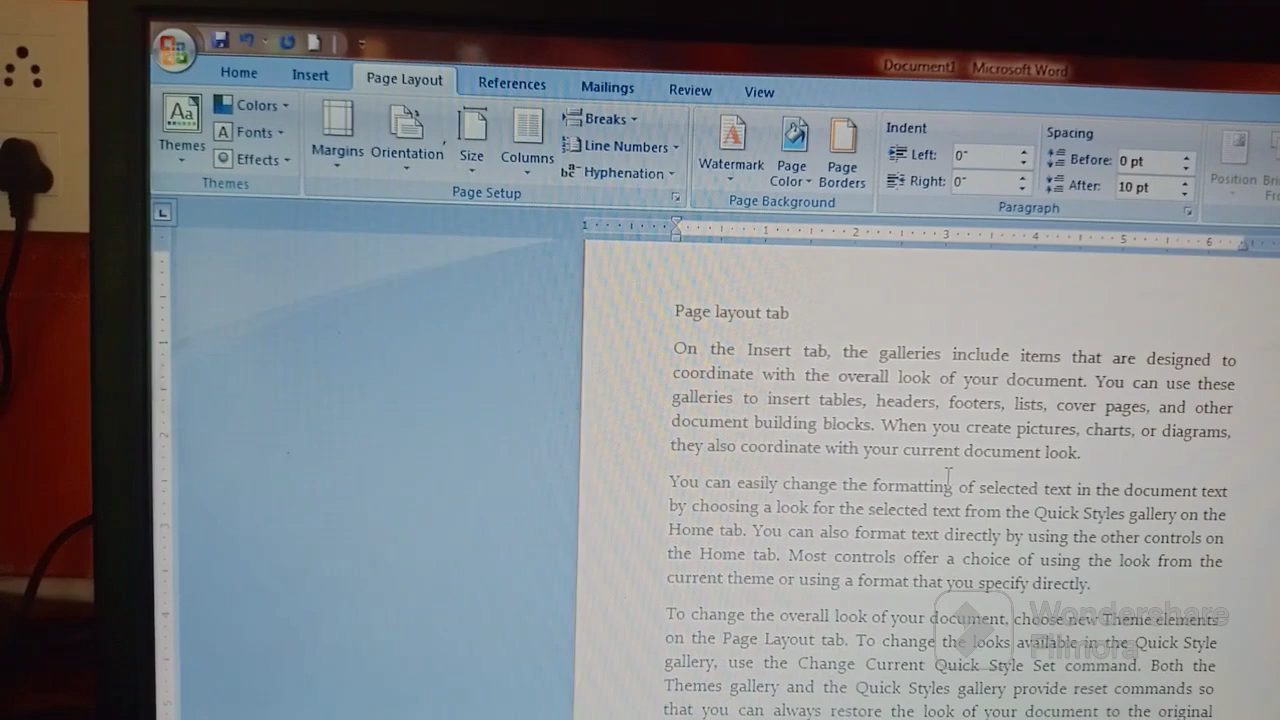 Document1 Microsoft Word
Home Insert Page Layout References Mailings Review View
Aa
Themes
Colors
Fonts
Effects
Themes
Margins
Orientation
Size
Columns
Breaks
Line Numbers
Hyphenation
Page Setup
Watermark
Page
Color
Page
Borders
Page Background
Indent
Left: 0"
Right: 0"
Spacing
Before: 0 pt
After: 10 pt
Paragraph
Position
L
1 1 2 3 4 5 6
Page layout tab
On the Insert tab, the galleries include items that are designed to
coordinate with the overall look of your document. You can use these
galleries to insert tables, headers, footers, lists, cover pages, and other
document building blocks. When you create pictures, charts, or diagrams,
they also coordinate with your current document look.
You can easily change the formatting of selected text in the document text
by choosing a look for the selected text from the Quick Styles gallery on the
Home tab. You can also format text directly by using the other controls on
the Home tab. Most controls offer a choice of using the look from the
current theme or using a format that you specify directly.
To change the overall look of your document, choose new Theme elements
on the Page Layout tab. To change the looks available in the Quick Style
gallery, use the Change Current Quick Style Set command. Both the
Themes gallery and the Quick Styles gallery provide reset commands so
that you can always restore the look of your document to the original
Wondershare
Filmora